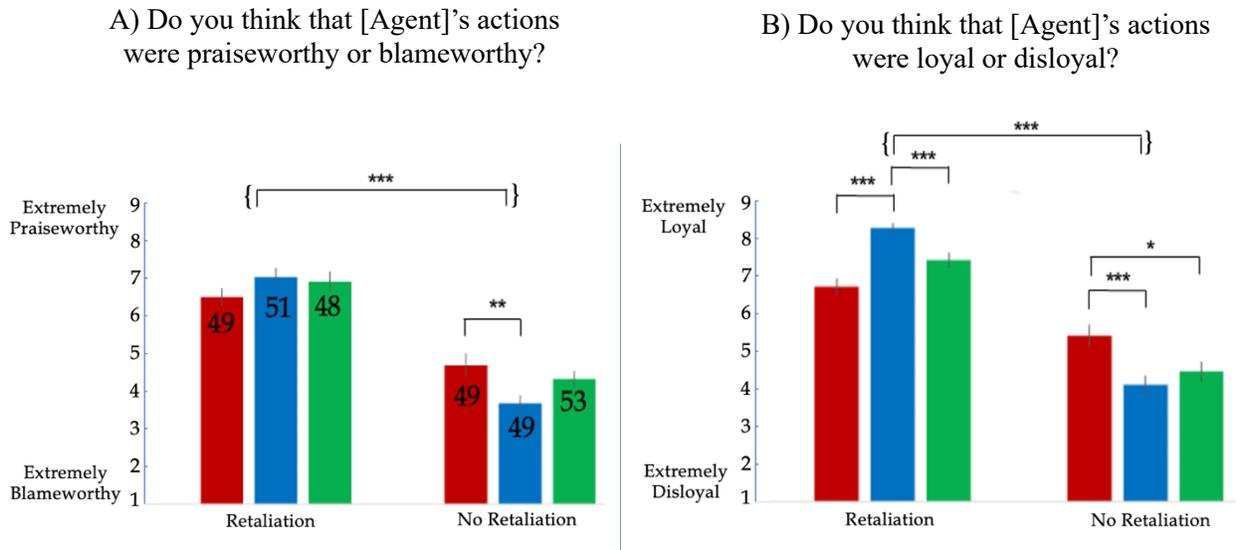 A) Do you think that [Agent]'s actions
were praiseworthy or blameworthy?
***
{ }
Extremely
Praiseworthy
9
8
7
6
5
4
3
2
1
Extremely
Blameworthy
49
51
48
**
49
49
53
Retaliation
No Retaliation
B) Do you think that [Agent]'s actions
were loyal or disloyal?
***
{ }
***
***
Extremely
Loyal
9
8
7
6
5
4
3
2
1
Extremely
Disloyal
*
***
Retaliation
No Retaliation